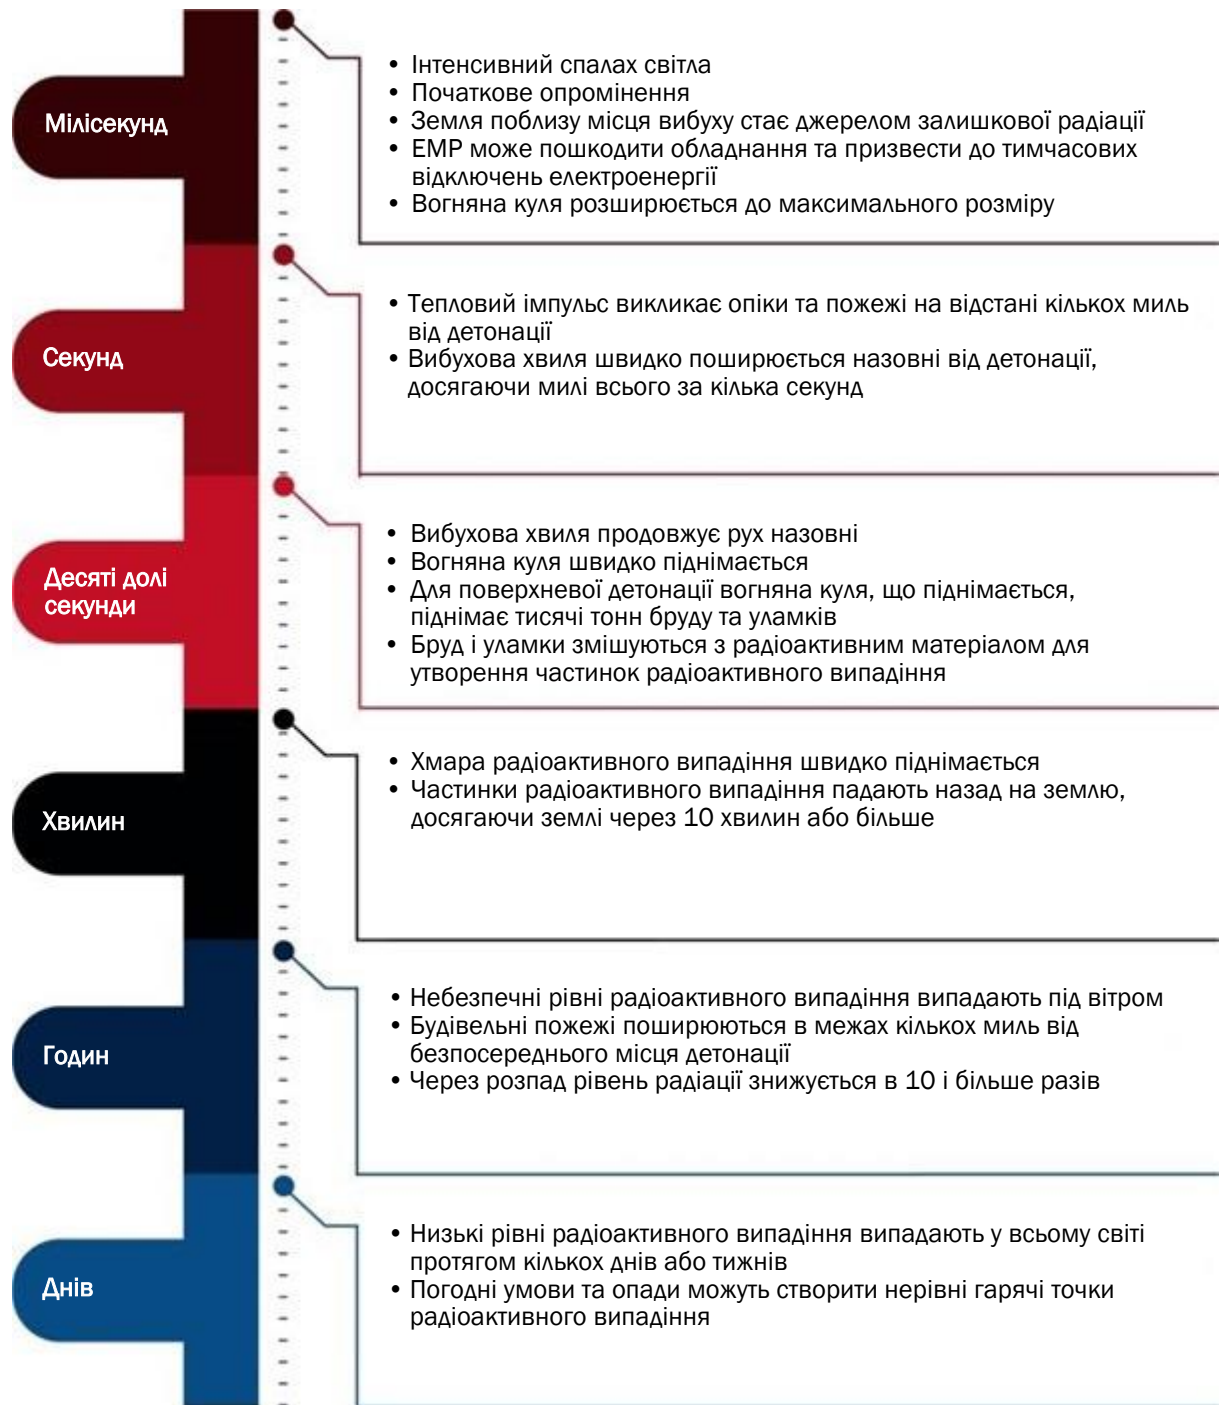 Мілісекунд
• Інтенсивний спалах світла
• Початкове опромінення
• Земля поблизу місця вибуху стає джерелом залишкової радіації
• EMP може пошкодити обладнання та призвести до тимчасових
відключень електроенергії
• Вогняна куля розширюється до максимального розміру
Секунд
• Тепловий імпульс викликає опіки та пожежі на відстані кількох миль
від детонації
• Вибухова хвиля швидко поширюється назовні від детонації,
досягаючи милі всього за кілька секунд
Десяті долі
секунди
• Вибухова хвиля продовжує рух назовні
• Вогняна куля швидко піднімається
• Для поверхневої детонації вогняна куля, що піднімається,
піднімає тисячі тонн бруду та уламків
• Бруд і уламки змішуються з радіоактивним матеріалом для
утворення частинок радіоактивного випадіння
Хвилин
• Хмара радіоактивного випадіння швидко піднімається
• Частинки радіоактивного випадіння падають назад на землю,
досягаючи землі через 10 хвилин або більше
Годин
• Небезпечні рівні радіоактивного випадіння випадають під вітром
• Будівельні пожежі поширюються в межах кількох миль від
безпосереднього місця детонації
• Через розпад рівень радіації знижується в 10 і більше разів
Днів
• Низькі рівні радіоактивного випадіння випадають у всьому світі
протягом кількох днів або тижнів
• Погодні умови та опади можуть створити нерівні гарячі точки
радіоактивного випадіння